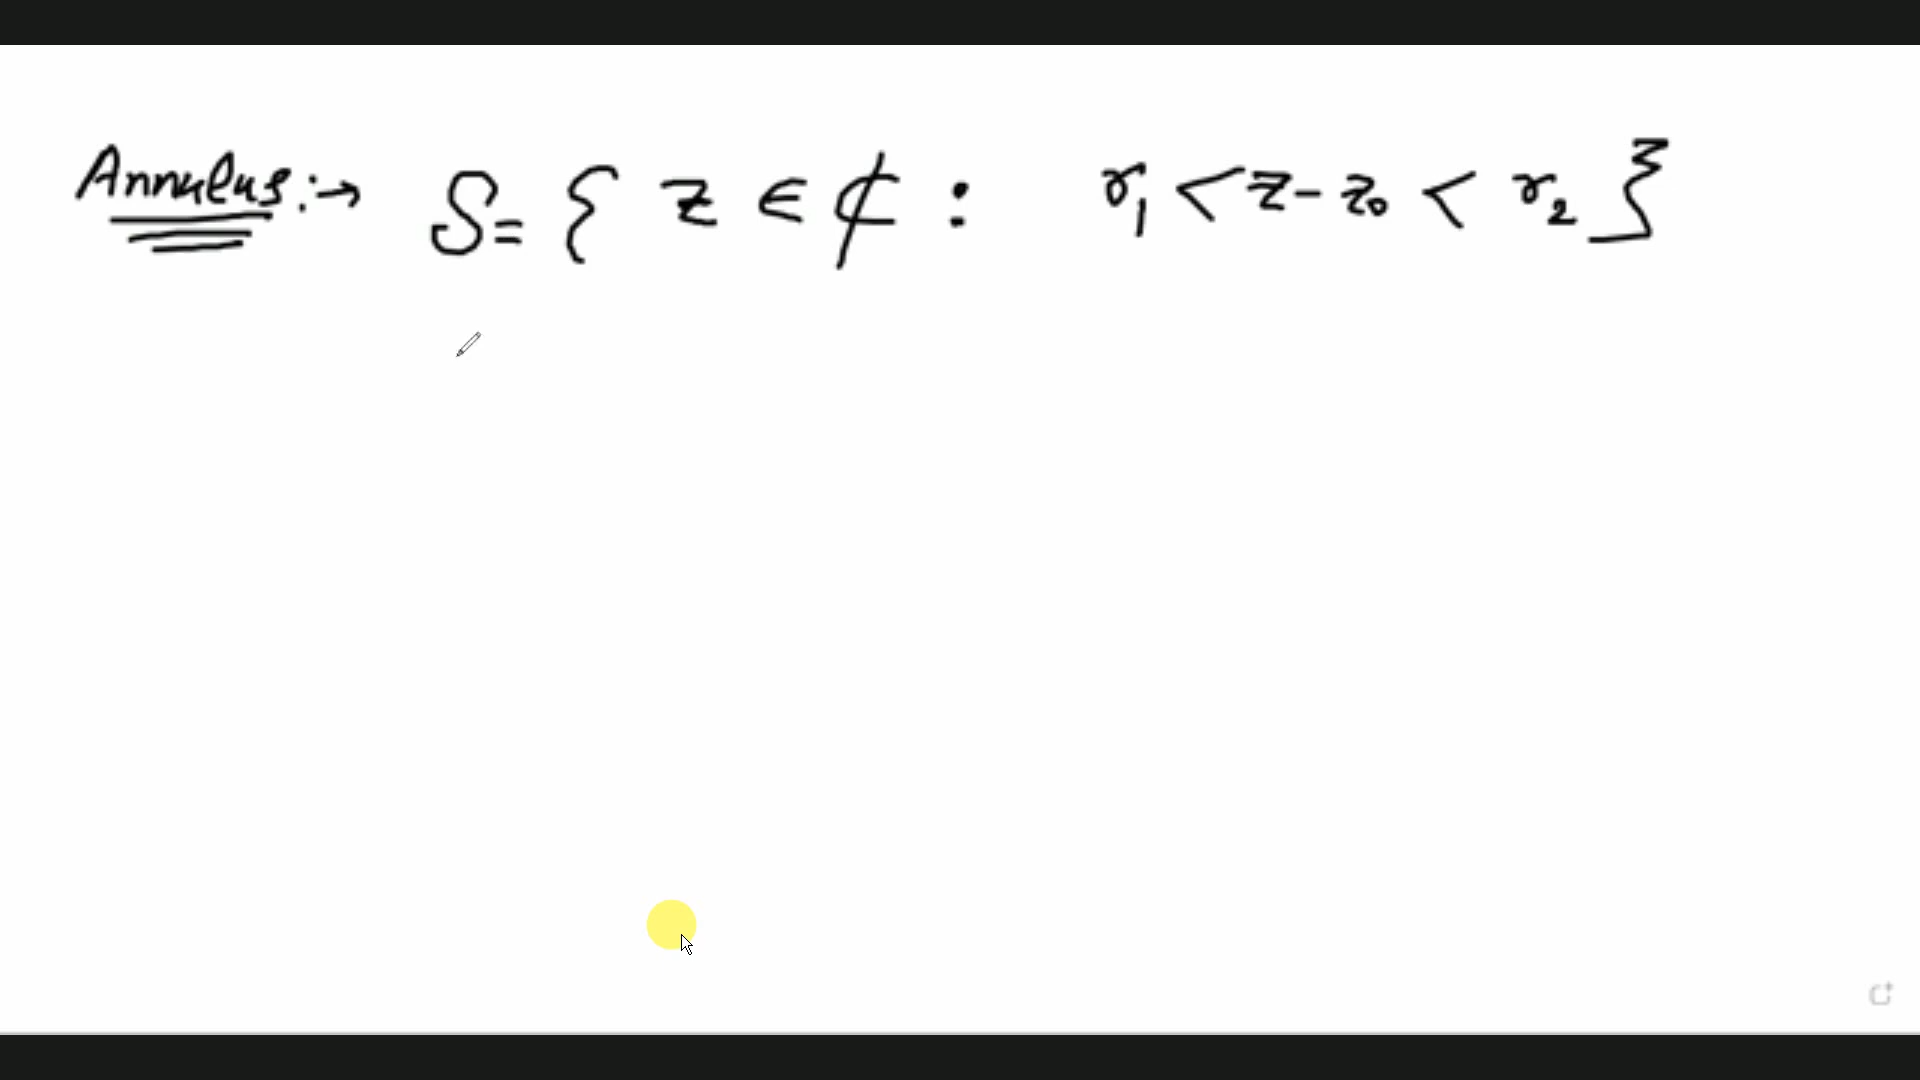 Annulus:→ S = { z ∈ ₵ : r₁ < z - z₀ < r₂ }